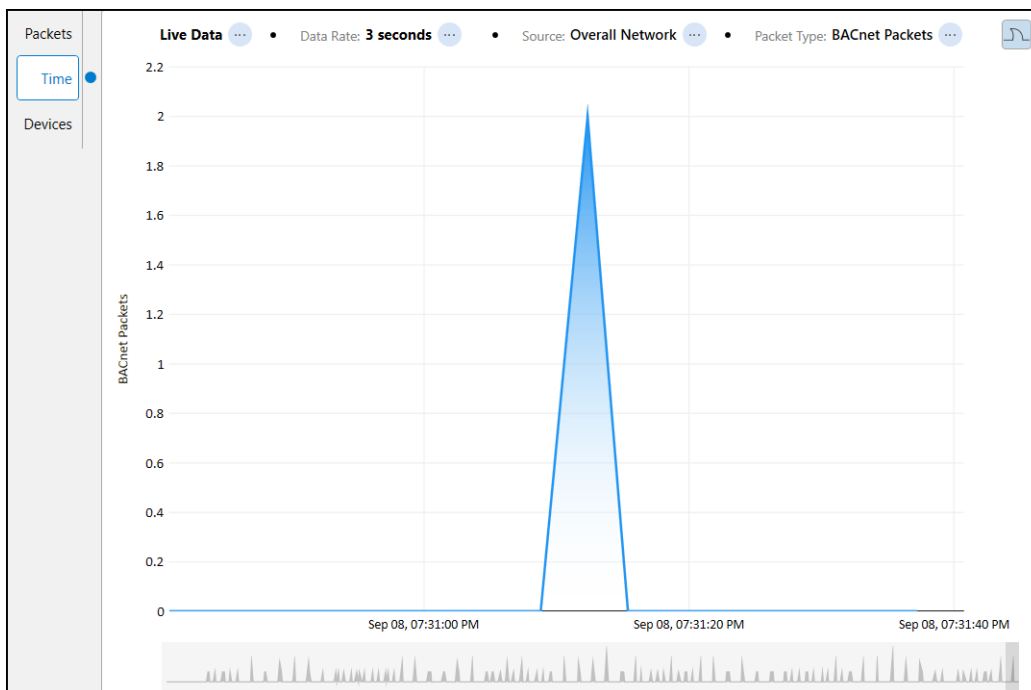 Packets
Time
Devices
Live Data ··· • Data Rate: 3 seconds ··· • Source: Overall Network ··· • Packet Type: BACnet Packets ···
BACnet Packets
2.2
2
1.8
1.6
1.4
1.2
1
0.8
0.6
0.4
0.2
0
Sep 08, 07:31:00 PM Sep 08, 07:31:20 PM Sep 08, 07:31:40 PM